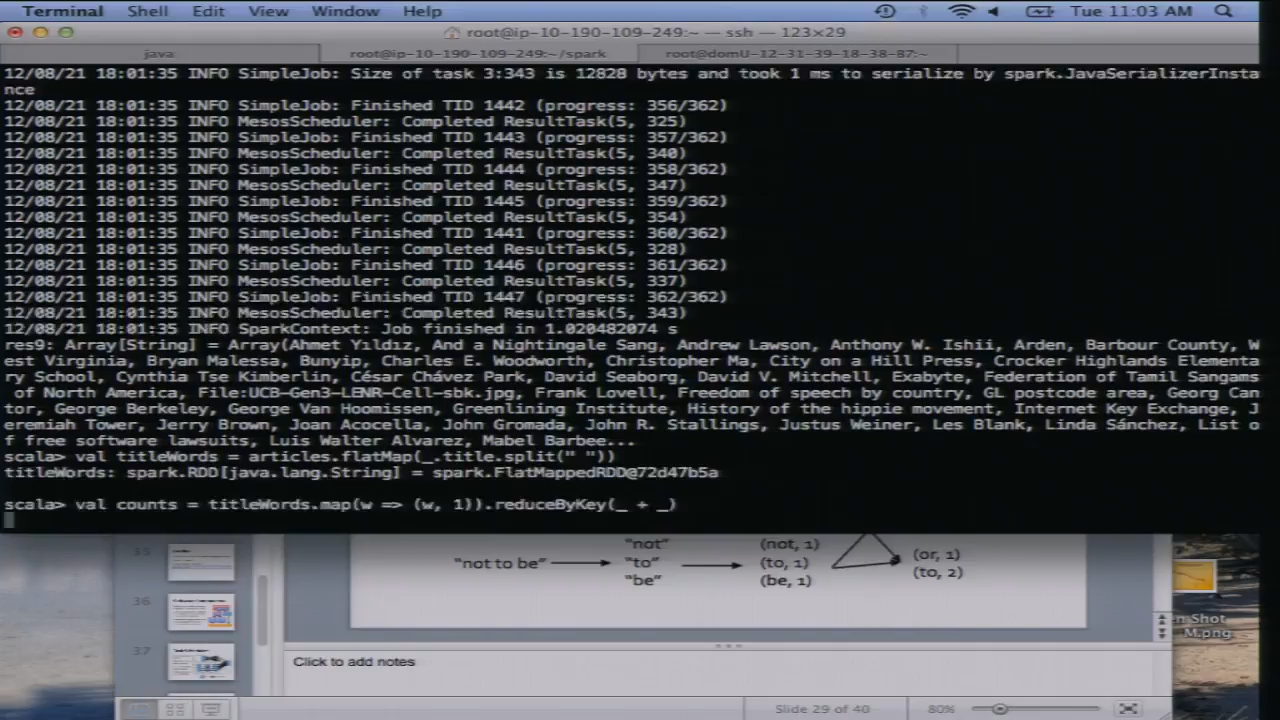 Terminal Shell Edit View Window Help Tue 11:03 AM
root@ip-10-190-109-249:~ — ssh — 123×29
java root@ip-10-190-109-249:~/spark root@domU-12-31-39-18-38-87:~
12/08/21 18:01:35 INFO SimpleJob: Size of task 3:343 is 12828 bytes and took 1 ms to serialize by spark.JavaSerializerInsta
nce
12/08/21 18:01:35 INFO SimpleJob: Finished TID 1442 (progress: 356/362)
12/08/21 18:01:35 INFO MesosScheduler: Completed ResultTask(5, 325)
12/08/21 18:01:35 INFO SimpleJob: Finished TID 1443 (progress: 357/362)
12/08/21 18:01:35 INFO MesosScheduler: Completed ResultTask(5, 340)
12/08/21 18:01:35 INFO SimpleJob: Finished TID 1444 (progress: 358/362)
12/08/21 18:01:35 INFO MesosScheduler: Completed ResultTask(5, 347)
12/08/21 18:01:35 INFO SimpleJob: Finished TID 1445 (progress: 359/362)
12/08/21 18:01:35 INFO MesosScheduler: Completed ResultTask(5, 354)
12/08/21 18:01:35 INFO SimpleJob: Finished TID 1441 (progress: 360/362)
12/08/21 18:01:35 INFO MesosScheduler: Completed ResultTask(5, 328)
12/08/21 18:01:35 INFO SimpleJob: Finished TID 1446 (progress: 361/362)
12/08/21 18:01:35 INFO MesosScheduler: Completed ResultTask(5, 337)
12/08/21 18:01:35 INFO SimpleJob: Finished TID 1447 (progress: 362/362)
12/08/21 18:01:35 INFO MesosScheduler: Completed ResultTask(5, 343)
12/08/21 18:01:35 INFO SparkContext: Job finished in 1.020482074 s
res9: Array[String] = Array(Ahmet Yıldız, And a Nightingale Sang, Andrew Lawson, Anthony W. Ishii, Arden, Barbour County, W
est Virginia, Bryan Malessa, Bunyip, Charles E. Woodworth, Christopher Ma, City on a Hill Press, Crocker Highlands Elementa
ry School, Cynthia Tse Kimberlin, César Chávez Park, David Seaborg, David V. Mitchell, Exabyte, Federation of Tamil Sangams
 of North America, File:UCB-Gen3-LENR-Cell-sbk.jpg, Frank Lovell, Freedom of speech by country, GL postcode area, Georg Can
tor, George Berkeley, George Van Hoomissen, Greenlining Institute, History of the hippie movement, Internet Key Exchange, J
eremiah Tower, Jerry Brown, Joan Acocella, John Gromada, John R. Stallings, Justus Weiner, Les Blank, Linda Sánchez, List o
f free software lawsuits, Luis Walter Alvarez, Mabel Barbee...
scala> val titleWords = articles.flatMap(_.title.split(" "))
titleWords: spark.RDD[java.lang.String] = spark.FlatMappedRDD@72d47b5a
scala> val counts = titleWords.map(w => (w, 1)).reduceByKey(_ + _)
"not" (not, 1) (or, 1)
"not to be" "to" (to, 1) (to, 2)
"be" (be, 1)
35
36
37
en Shot
M.png
Click to add notes
Slide 29 of 40 80%